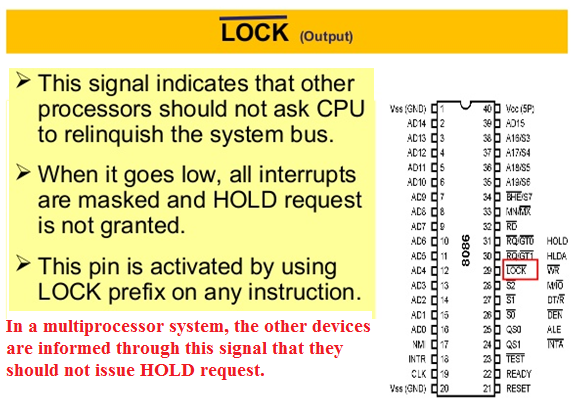 LOCK (Output)
➤ This signal indicates that other
processors should not ask CPU
to relinquish the system bus.
➤ When it goes low, all interrupts
are masked and HOLD request
is not granted.
➤ This pin is activated by using
LOCK prefix on any instruction.
In a multiprocessor system, the other devices
are informed through this signal that they
should not issue HOLD request.
Vss (GND) 1 40 Vcc (5P)
AD14 2 39 AD15
AD13 3 38 A16/S3
AD12 4 37 A17/S4
AD11 5 36 A18/S5
AD10 6 35 A19/S6
AD9 7 34 BHE/S7
AD8 8 33 MN/MX
AD7 9 32 RD
AD6 10 31 RQ/GT0 HOLD
AD5 11 30 RQ/GT1 HLDA
AD4 12 29 LOCK WR
AD3 13 28 S2 M/IO
AD2 14 27 S1 DT/R
AD1 15 26 S0 DEN
AD0 16 25 QS0 ALE
NMI 17 24 QS1 INTA
INTR 18 23 TEST
CLK 19 22 READY
Vss (GND) 20 21 RESET
8086